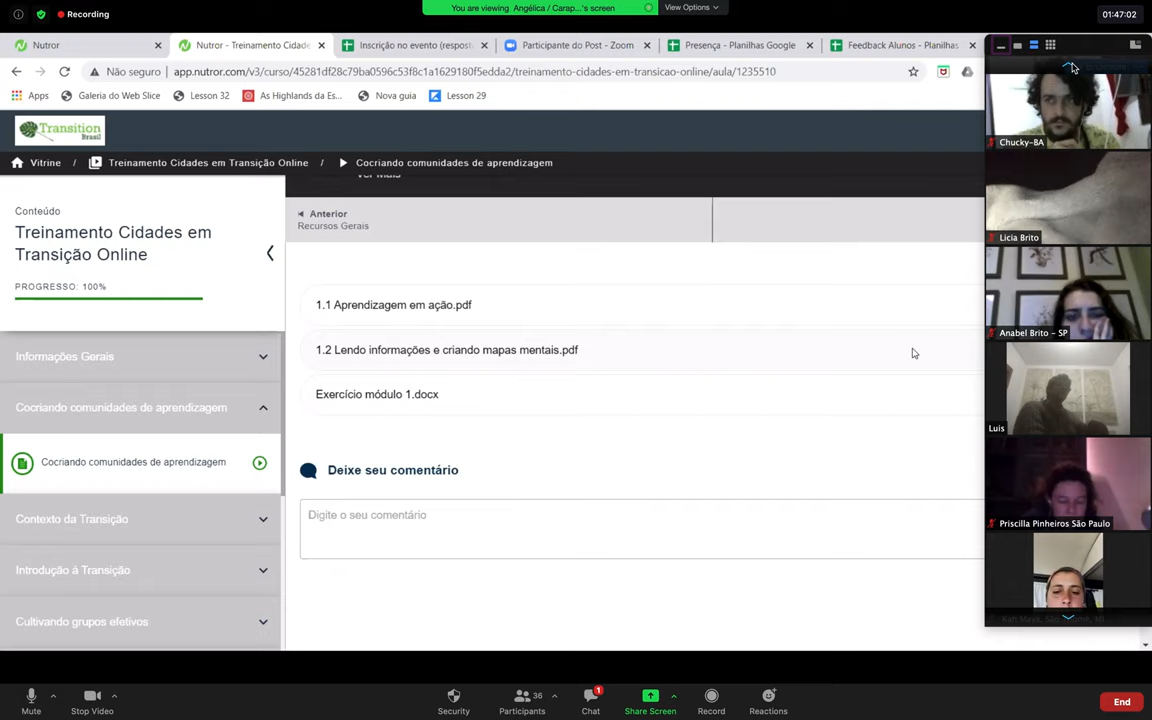 Recording
You are viewing Angélica / Carap...'s screen
View Options
01:47:02
Nutror
Nutror - Treinamento Cidade
Inscrição no evento (respost
Participante do Post - Zoom
Presença - Planilhas Google
Feedback Alunos - Planilhas
Não seguro
app.nutror.com/v3/curso/45281df28c79ba0596c53f8c1a1629180f5edda2/treinamento-cidades-em-transicao-online/aula/1235510
Apps
Galeria do Web Slice
Lesson 32
As Highlands da Es...
Nova guia
Lesson 29
Transition
Brasil
Vitrine / Treinamento Cidades em Transição Online / Cocriando comunidades de aprendizagem
Ver Mais
Conteúdo
Treinamento Cidades em
Transição Online
PROGRESSO: 100%
Informações Gerais
Cocriando comunidades de aprendizagem
Cocriando comunidades de aprendizagem
Contexto da Transição
Introdução á Transição
Cultivando grupos efetivos
Anterior
Recursos Gerais
1.1 Aprendizagem em ação.pdf
1.2 Lendo informações e criando mapas mentais.pdf
Exercício módulo 1.docx
Deixe seu comentário
Digite o seu comentário
Chucky-BA
Licia Brito
Anabel Brito - SP
Luis
Priscilla Pinheiros São Paulo
Mute
Stop Video
Security
36
Participants
1
Chat
Share Screen
Record
Reactions
End